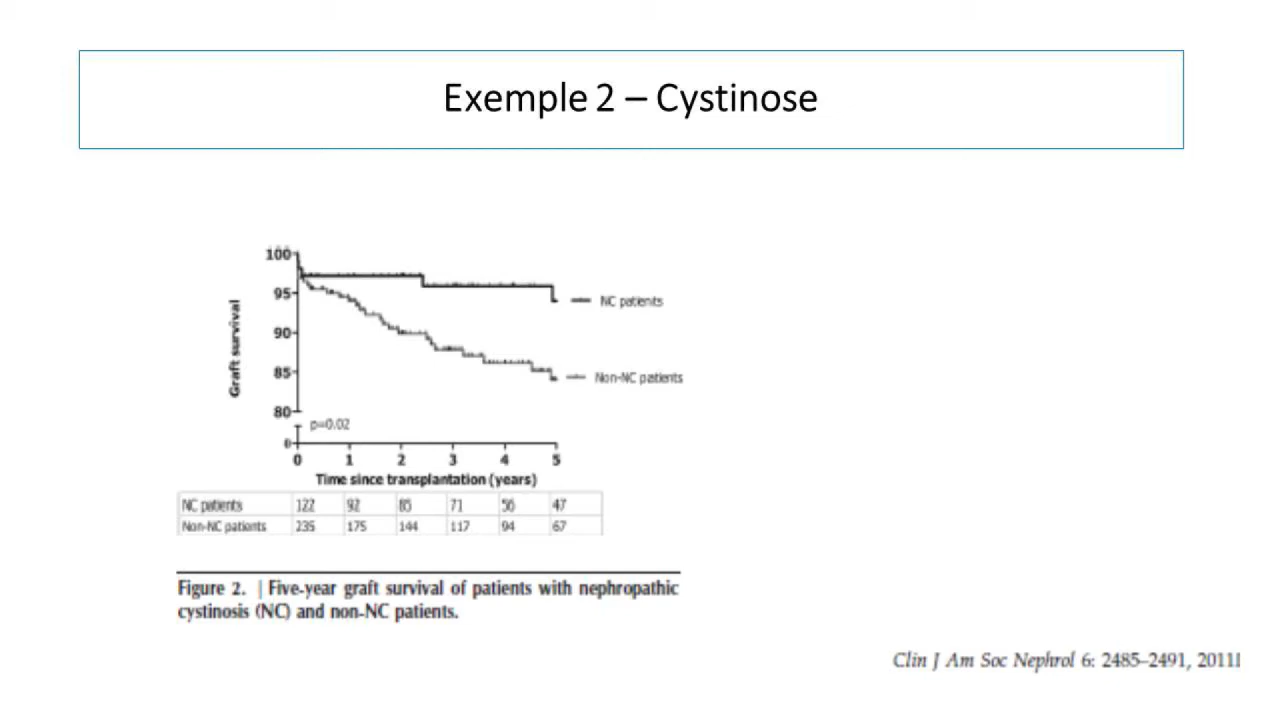 Exemple 2 – Cystinose
100
95
90
85
80
0
Graft survival
NC patients
Non-NC patients
p=0.02
0 1 2 3 4 5
Time since transplantation (years)
NC patients 122 92 85 71 56 47
Non-NC patients 235 175 144 117 94 67
Figure 2. | Five-year graft survival of patients with nephropathic
cystinosis (NC) and non-NC patients.
Clin J Am Soc Nephrol 6: 2485–2491, 2011